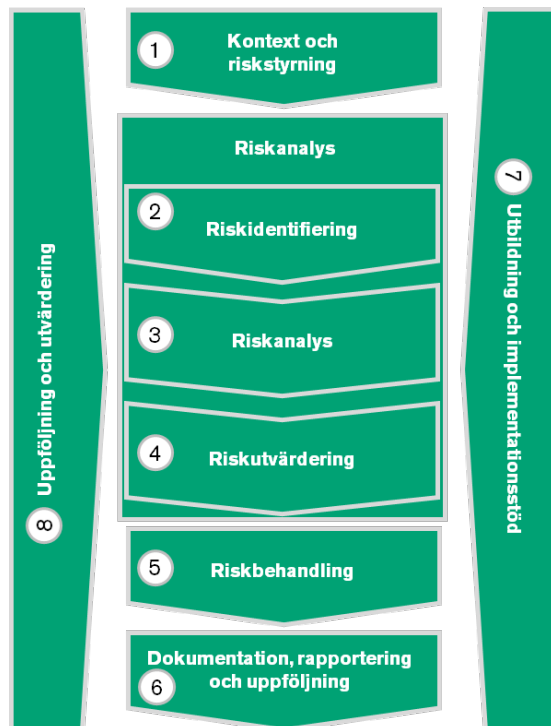 1
Kontext och
riskstyrning
Riskanalys
2
Riskidentifiering
3
Riskanalys
4
Riskutvärdering
5
Riskbehandling
Dokumentation, rapportering
6
och uppföljning
7
Utbildning och implementationsstöd
8
Uppföljning och utvärdering